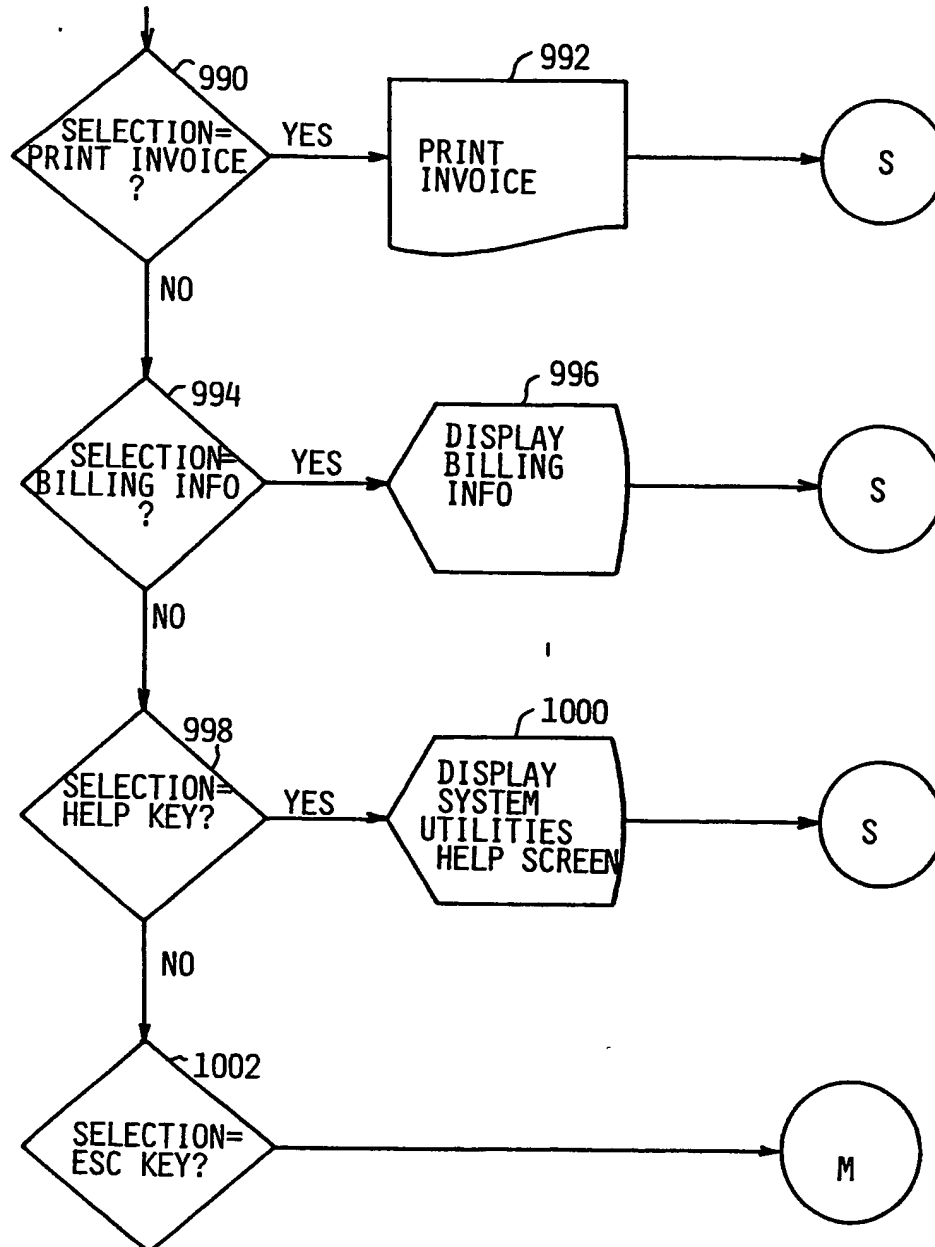 990
SELECTION=
PRINT INVOICE
?
YES
992
PRINT
INVOICE
S
NO
994
SELECTION=
BILLING INFO
?
YES
996
DISPLAY
BILLING
INFO
S
NO
998
SELECTION=
HELP KEY?
YES
1000
DISPLAY
SYSTEM
UTILITIES
HELP SCREEN
S
NO
1002
SELECTION=
ESC KEY?
M